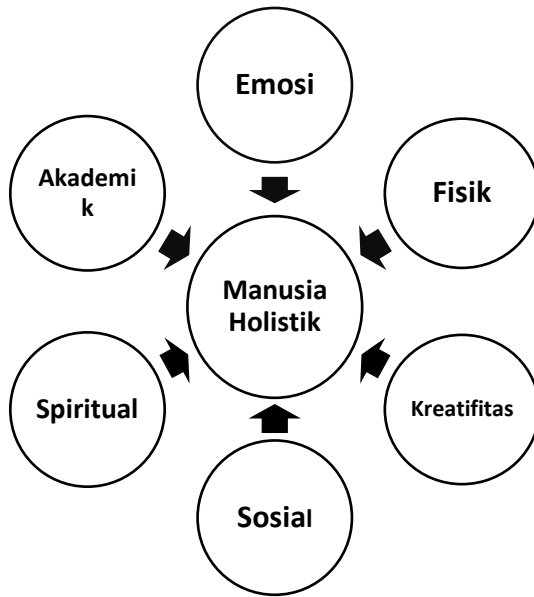 Emosi
Akademi
k
Fisik
Manusia
Holistik
Spiritual
Kreatifitas
Sosial